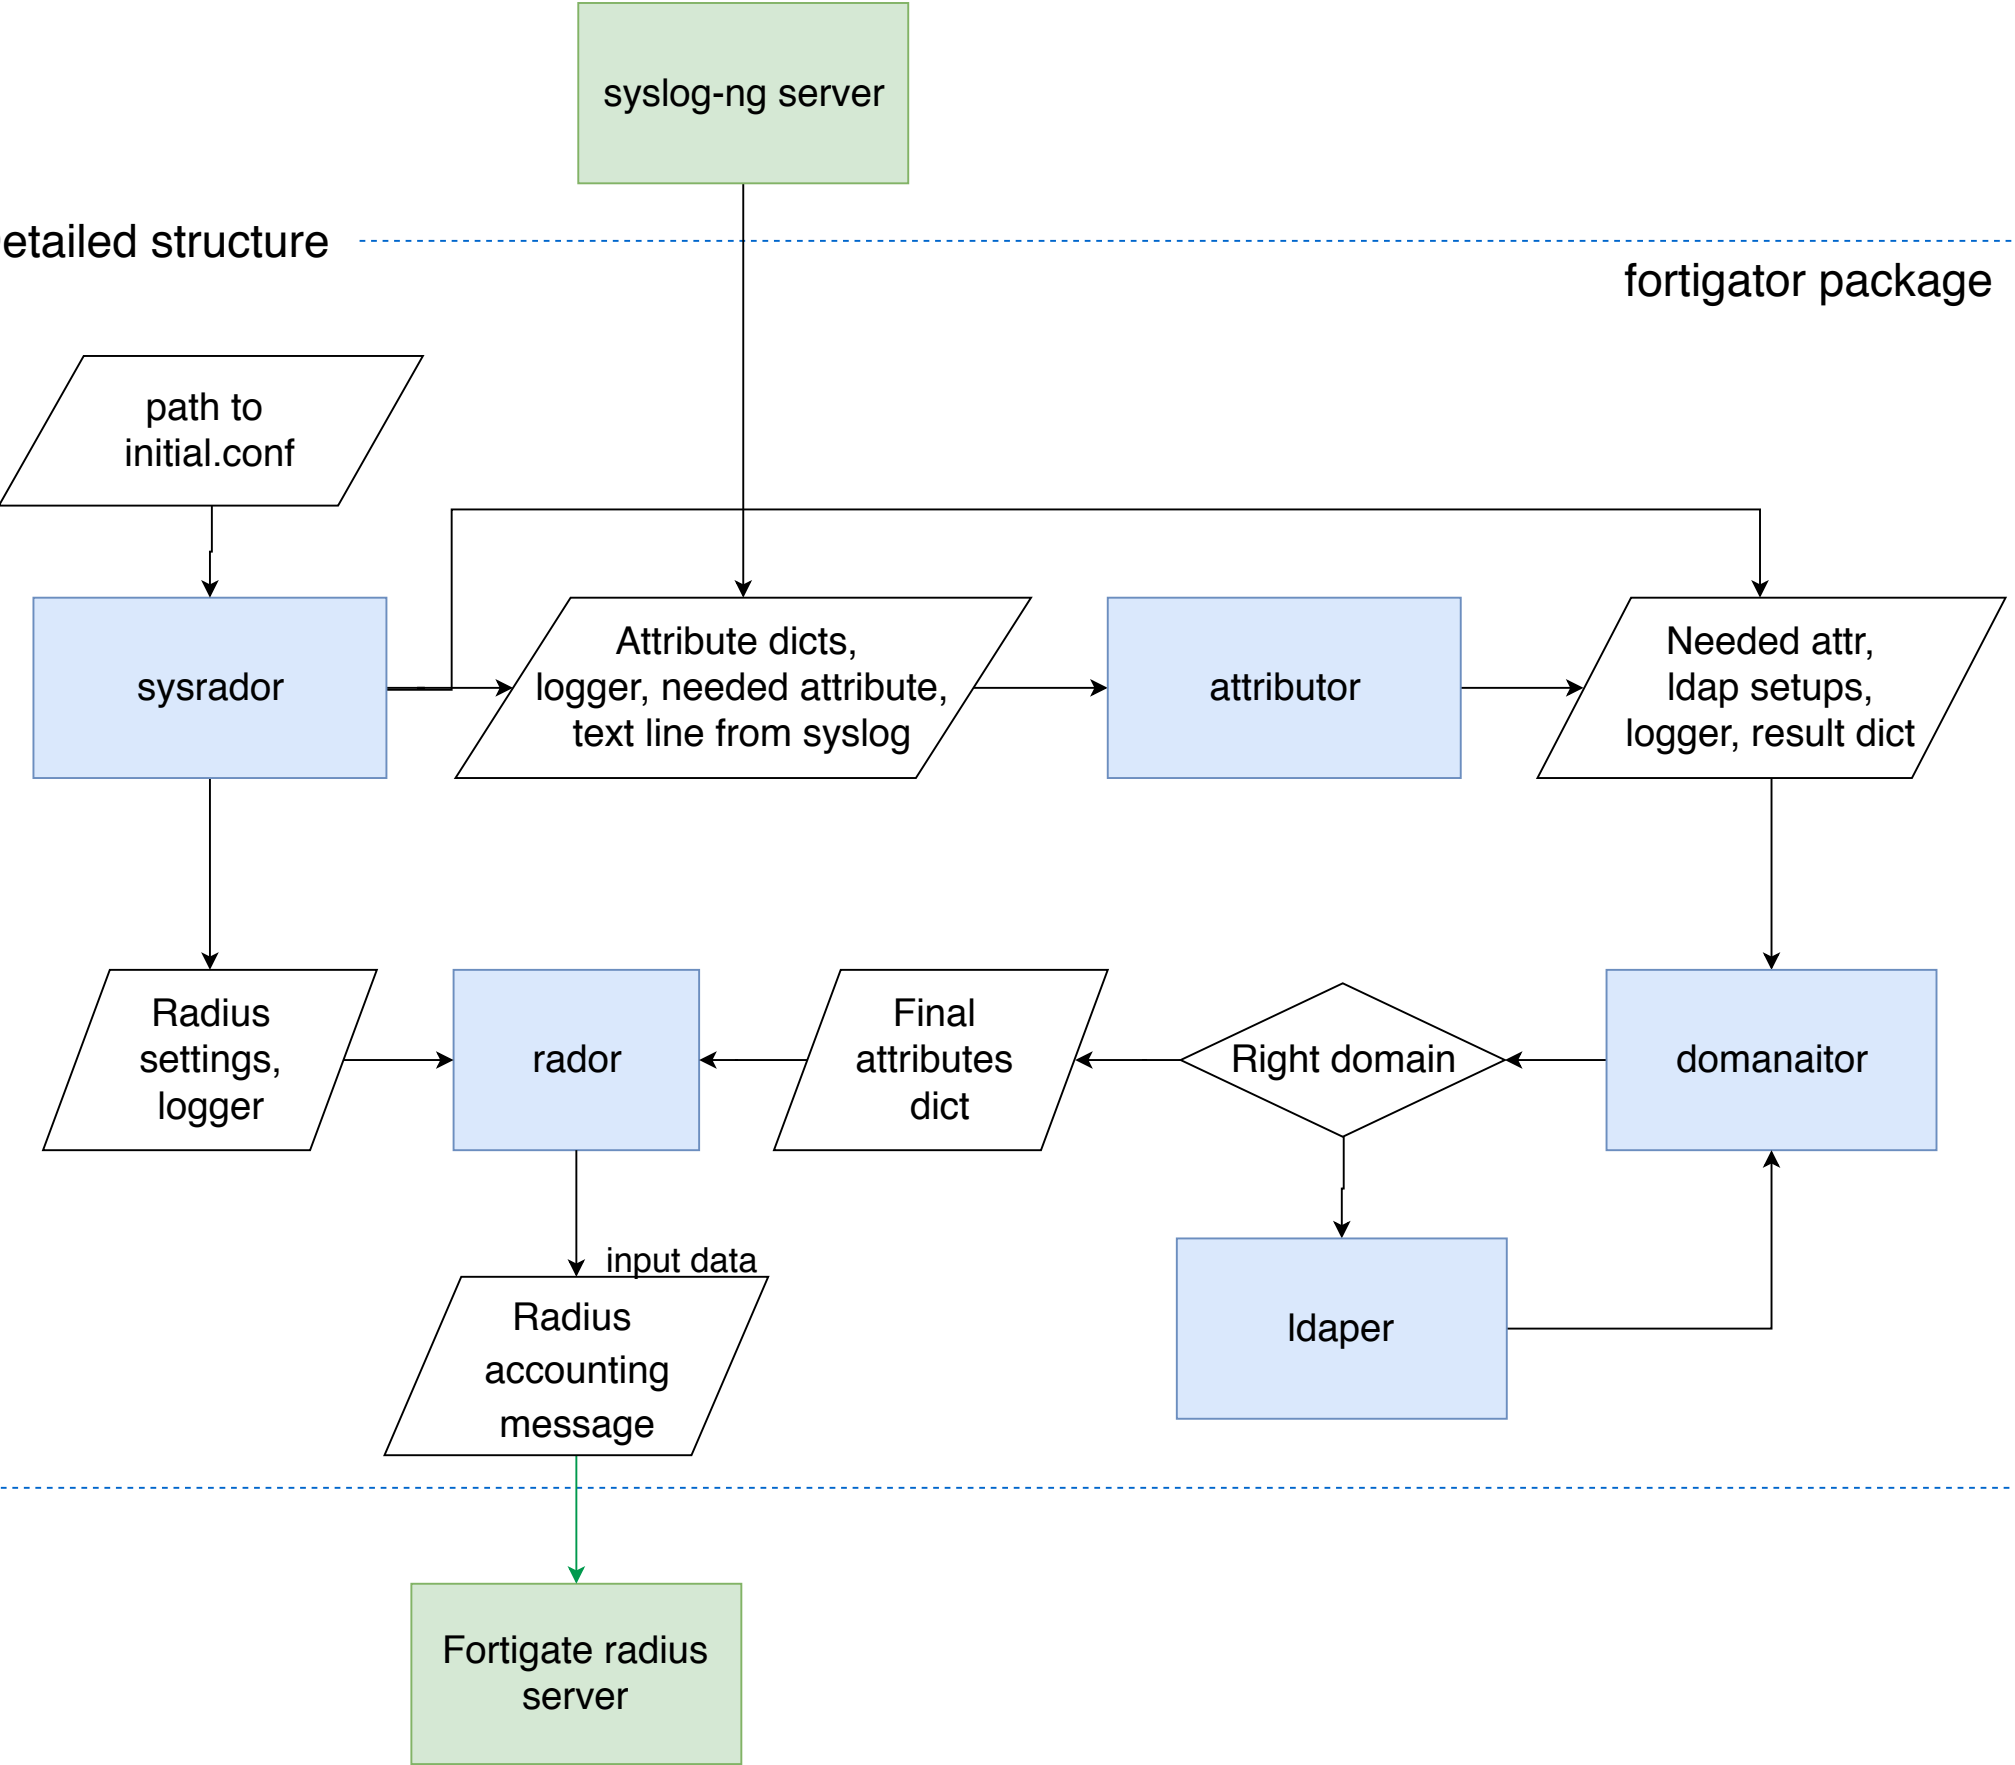 syslog-ng server
etailed structure
fortigator package
path to
initial.conf
sysrador
Attribute dicts,
logger, needed attribute,
text line from syslog
attributor
Needed attr,
ldap setups,
logger, result dict
Radius
settings,
logger
rador
Final
attributes
dict
Right domain
domanaitor
input data
Radius
accounting
message
ldaper
Fortigate radius
server